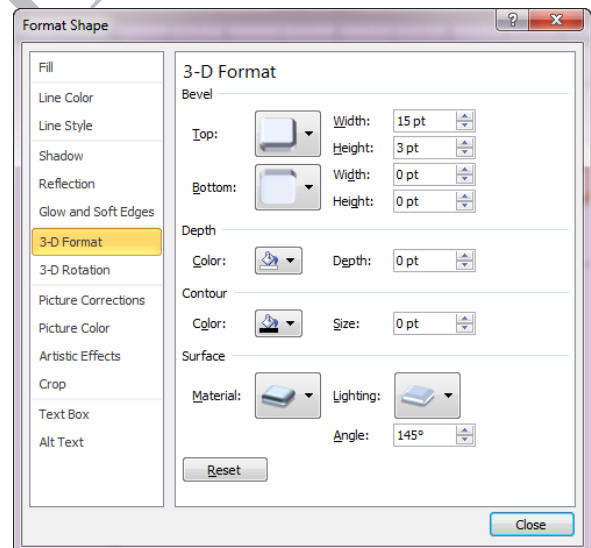 Format Shape
?
X
Fill
Line Color
Line Style
Shadow
Reflection
Glow and Soft Edges
3-D Format
3-D Rotation
Picture Corrections
Picture Color
Artistic Effects
Crop
Text Box
Alt Text
3-D Format
Bevel
Top:
Width: 15 pt
Height: 3 pt
Bottom:
Width: 0 pt
Height: 0 pt
Depth
Color: Depth: 0 pt
Contour
Color: Size: 0 pt
Surface
Material: Lighting:
Angle: 145°
Reset
Close